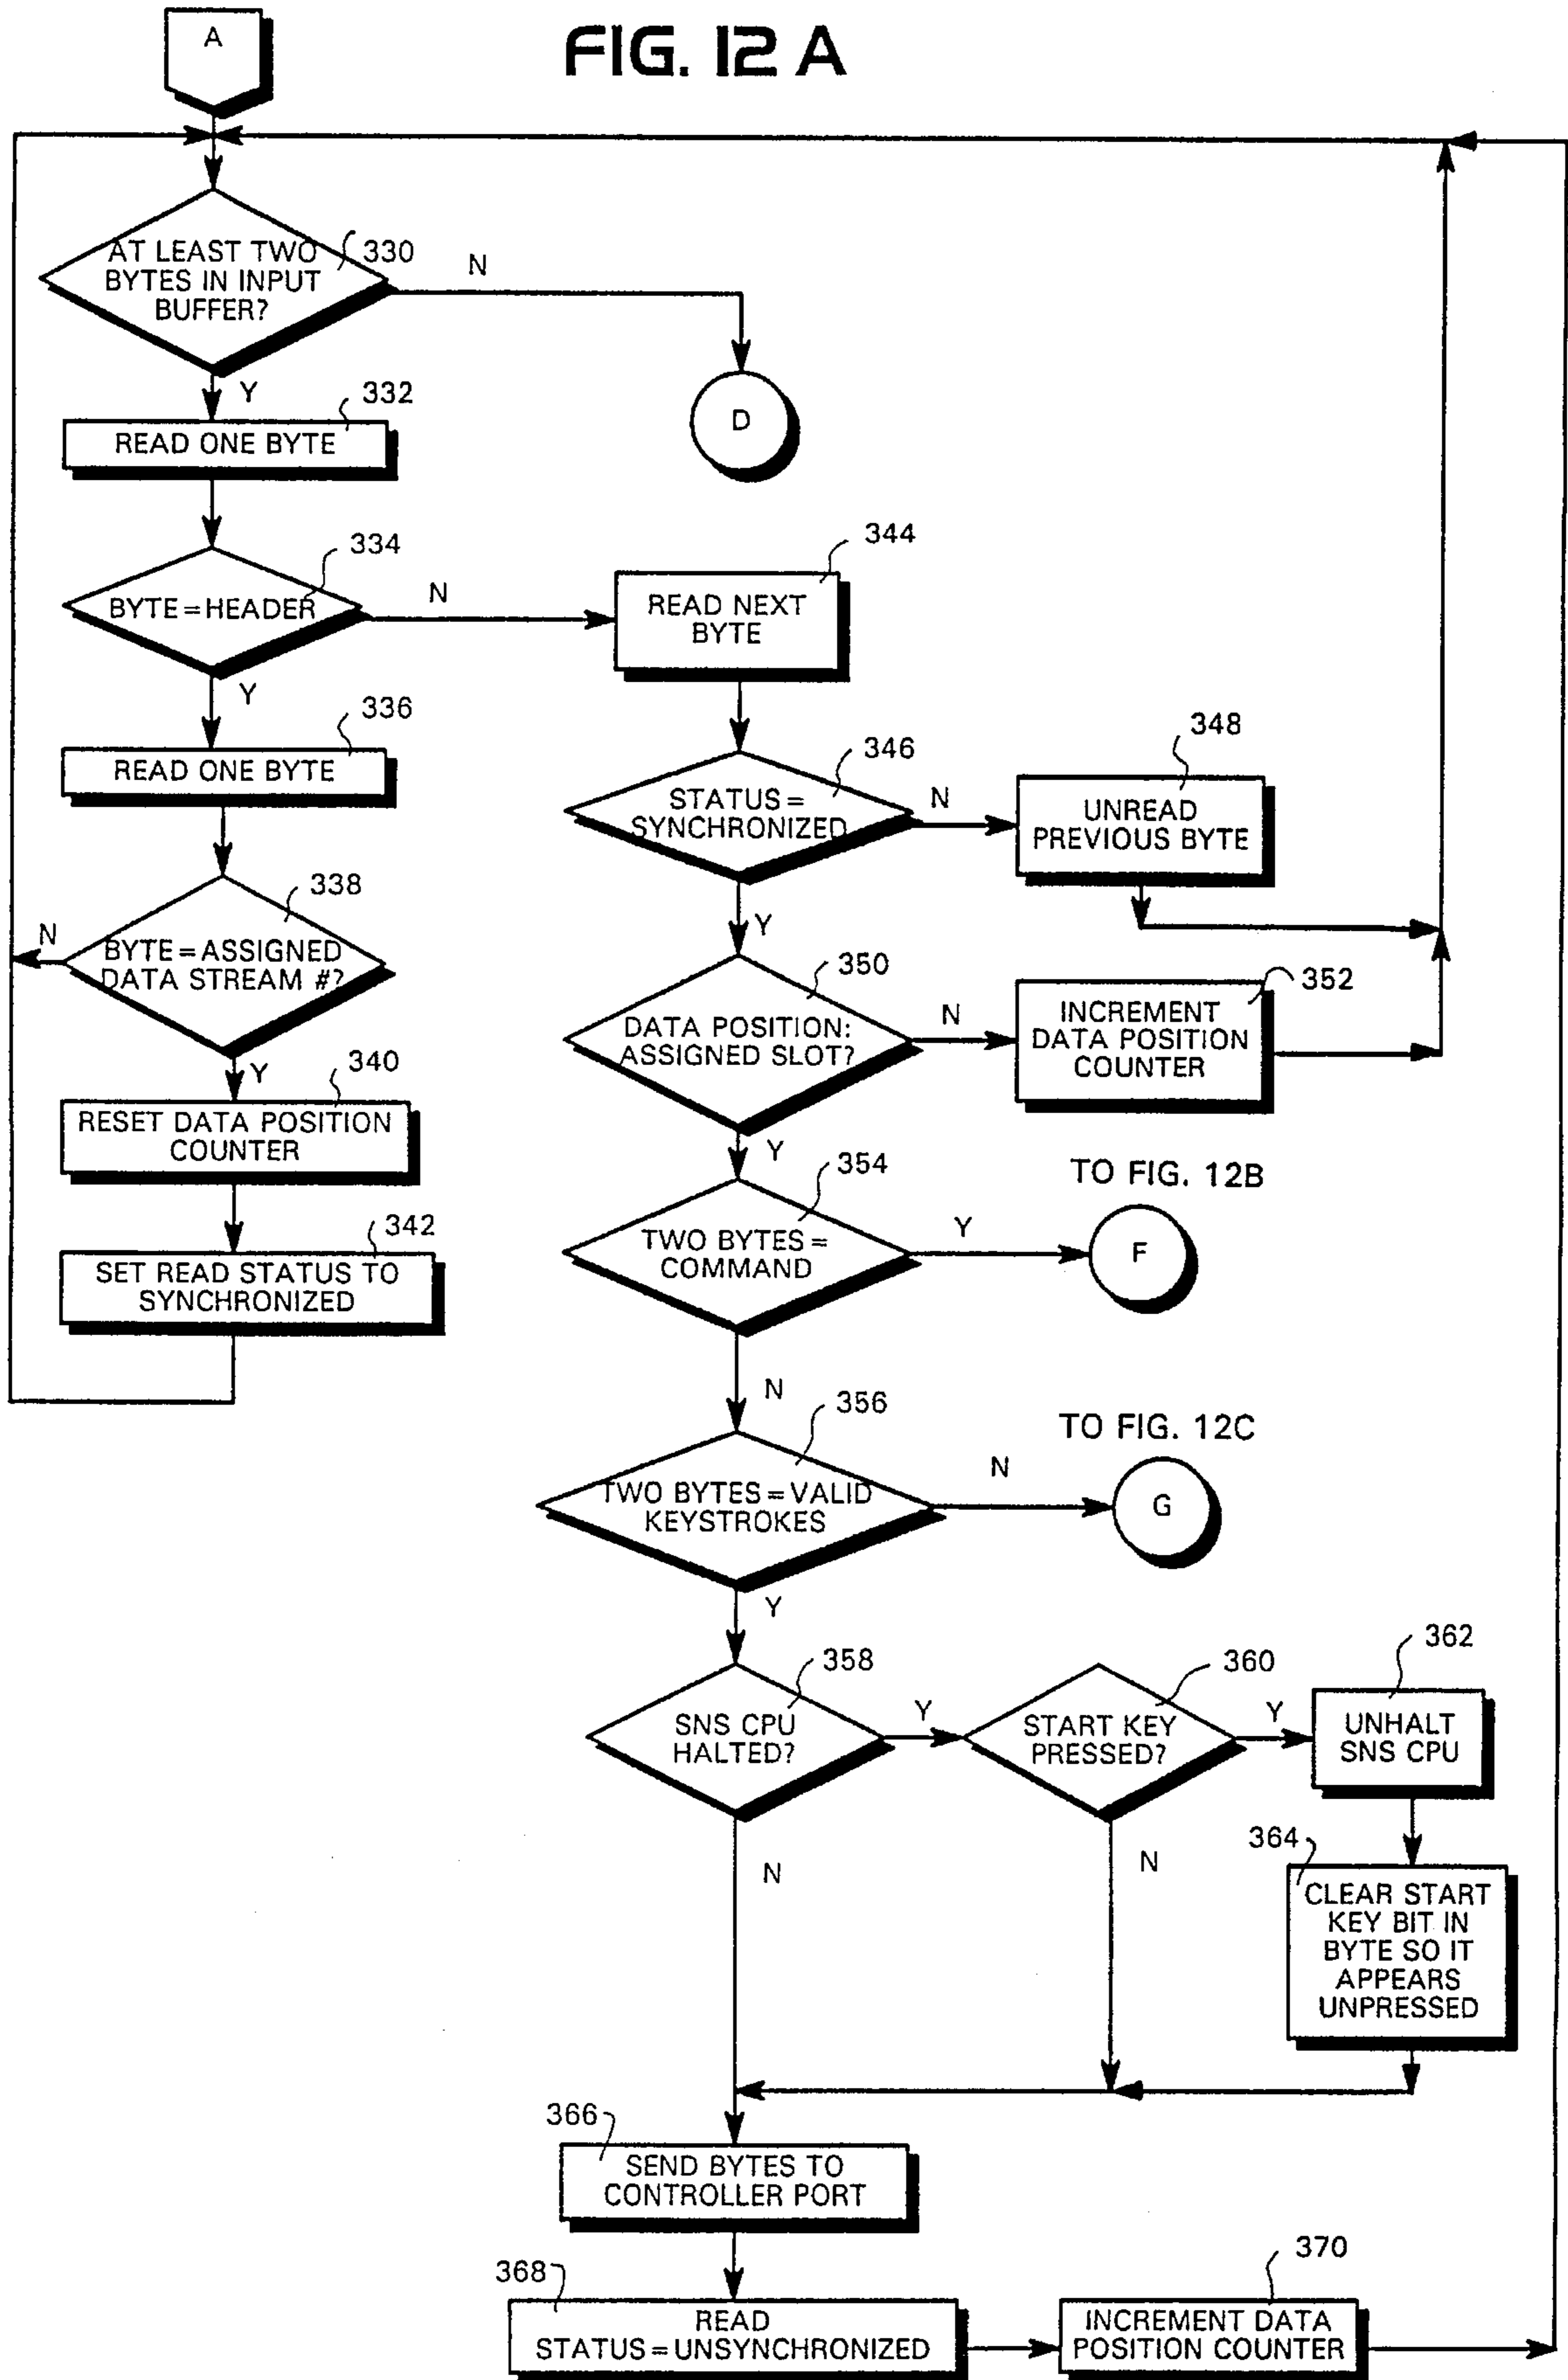 FIG. 12 A
A
AT LEAST TWO
BYTES IN INPUT
BUFFER?
330
N
Y
D
332
READ ONE BYTE
334
BYTE = HEADER
N
Y
344
READ NEXT
BYTE
336
READ ONE BYTE
346
STATUS =
SYNCHRONIZED
N
Y
348
UNREAD
PREVIOUS BYTE
338
N
BYTE = ASSIGNED
DATA STREAM #?
Y
350
DATA POSITION:
ASSIGNED SLOT?
N
Y
352
INCREMENT
DATA POSITION
COUNTER
340
RESET DATA POSITION
COUNTER
342
SET READ STATUS TO
SYNCHRONIZED
354
TWO BYTES =
COMMAND
Y
N
TO FIG. 12B
F
356
TWO BYTES = VALID
KEYSTROKES
N
Y
TO FIG. 12C
G
358
SNS CPU
HALTED?
Y
N
360
START KEY
PRESSED?
Y
N
362
UNHALT
SNS CPU
364
CLEAR START
KEY BIT IN
BYTE SO IT
APPEARS
UNPRESSED
366
SEND BYTES TO
CONTROLLER PORT
368
READ
STATUS = UNSYNCHRONIZED
370
INCREMENT DATA
POSITION COUNTER